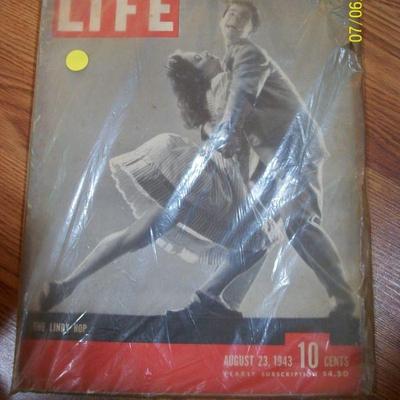 LIFE
THE LINDY HOP
AUGUST 23, 1943 10 CENTS
YEARLY SUBSCRIPTION $4.50
07/06